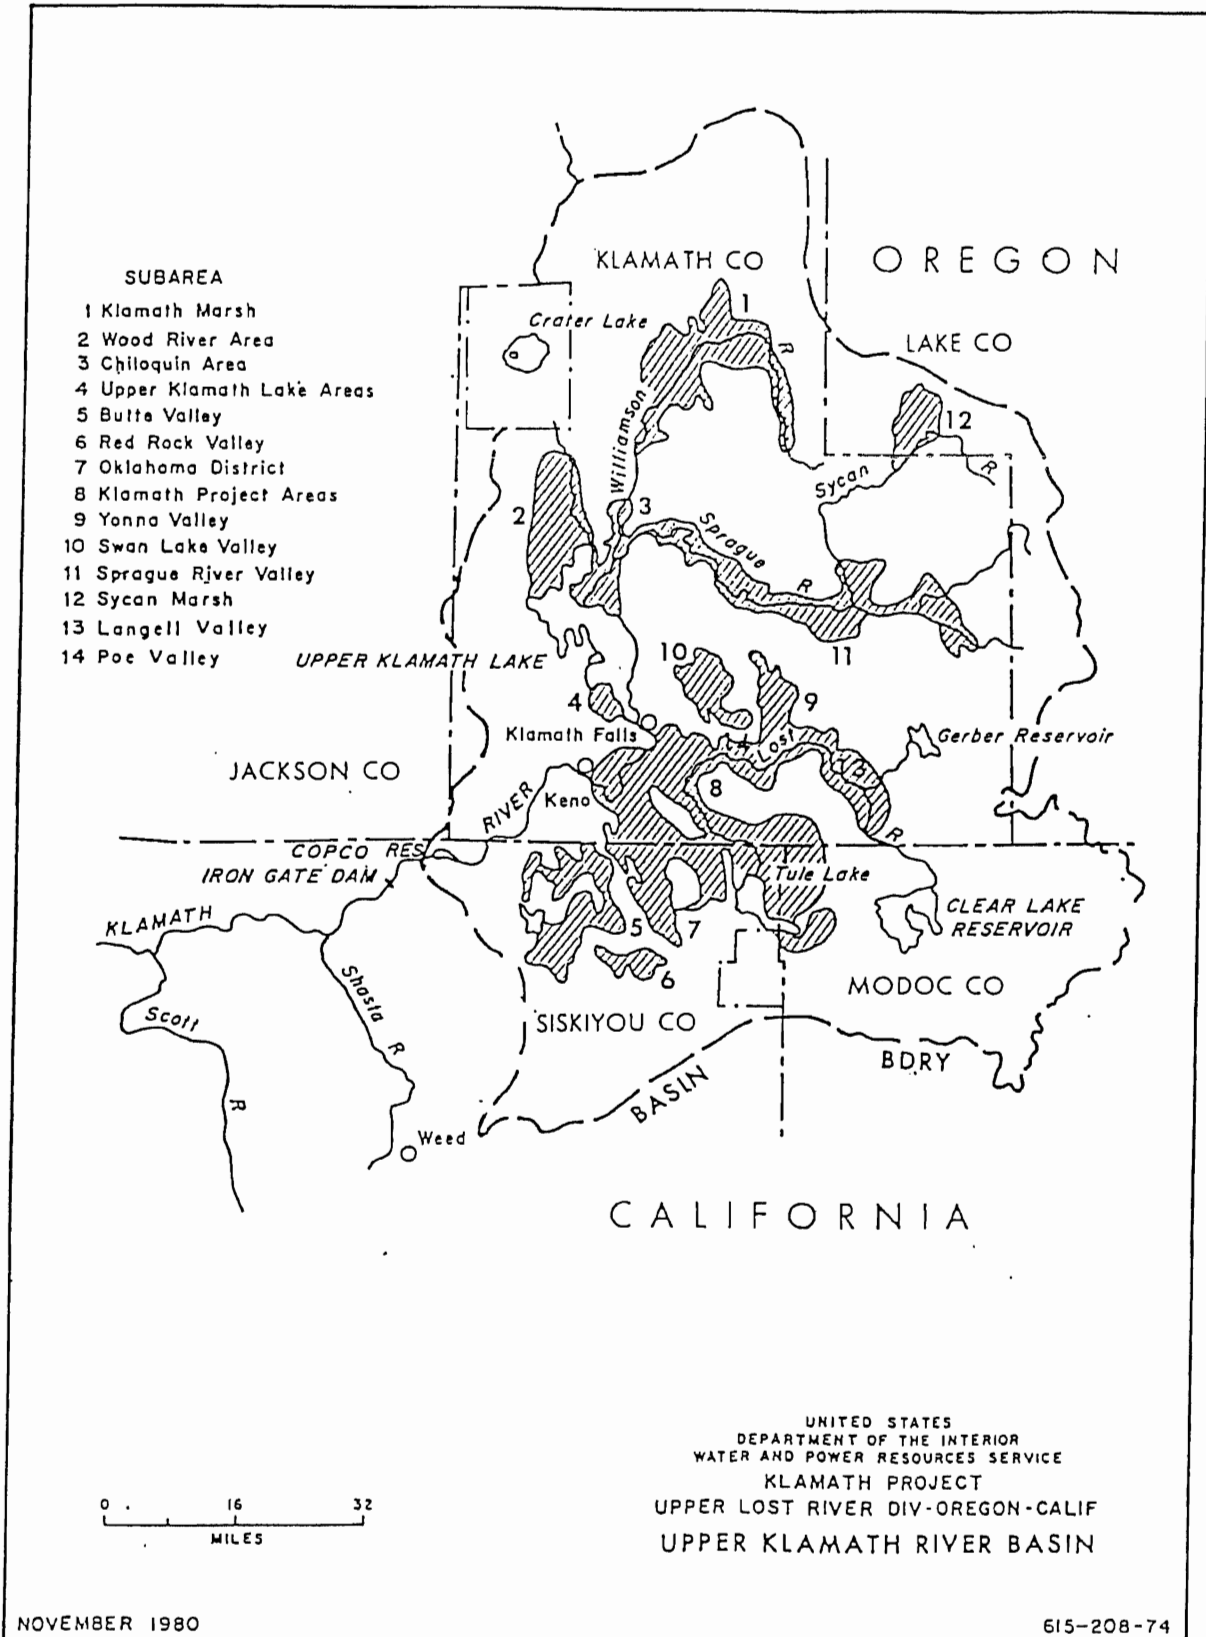 KLAMATH CO
OREGON
LAKE CO
SUBAREA
1 Klamath Marsh
2 Wood River Area
3 Chiloquin Area
4 Upper Klamath Lake Areas
5 Butte Valley
6 Red Rock Valley
7 Oklahoma District
8 Klamath Project Areas
9 Yonna Valley
10 Swan Lake Valley
11 Sprague River Valley
12 Sycan Marsh
13 Langell Valley
14 Poe Valley
Crater Lake
1
R
Williamson
12
Sycan
R
2
3
Sprague
R
11
UPPER KLAMATH LAKE
10
9
4
Klamath Falls
14
Lost
Gerber Reservoir
JACKSON CO
8
Keno
RIVER
R
COPCO RES
IRON GATE DAM
Tule Lake
KLAMATH
CLEAR LAKE
RESERVOIR
5
7
6
Shasta
R
MODOC CO
Scott
R
SISKIYOU CO
BASIN
BDRY
Weed
CALIFORNIA
UNITED STATES
DEPARTMENT OF THE INTERIOR
WATER AND POWER RESOURCES SERVICE
KLAMATH PROJECT
UPPER LOST RIVER DIV-OREGON-CALIF
UPPER KLAMATH RIVER BASIN
0 16 32
MILES
NOVEMBER 1980
615-208-74